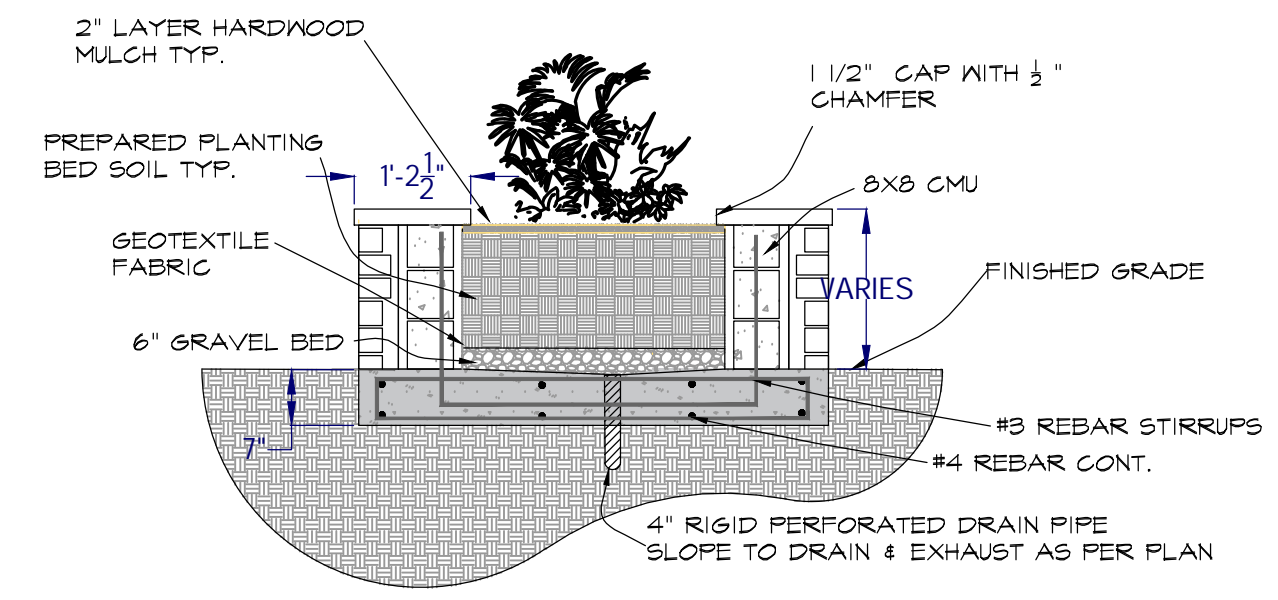 2" LAYER HARDWOOD
MULCH TYP.
1 1/2" CAP WITH ½ "
CHAMFER
PREPARED PLANTING
BED SOIL TYP.
1'-2½"
8X8 CMU
GEOTEXTILE
FABRIC
FINISHED GRADE
VARIES
6" GRAVEL BED
#3 REBAR STIRRUPS
7"
#4 REBAR CONT.
4" RIGID PERFORATED DRAIN PIPE
SLOPE TO DRAIN & EXHAUST AS PER PLAN